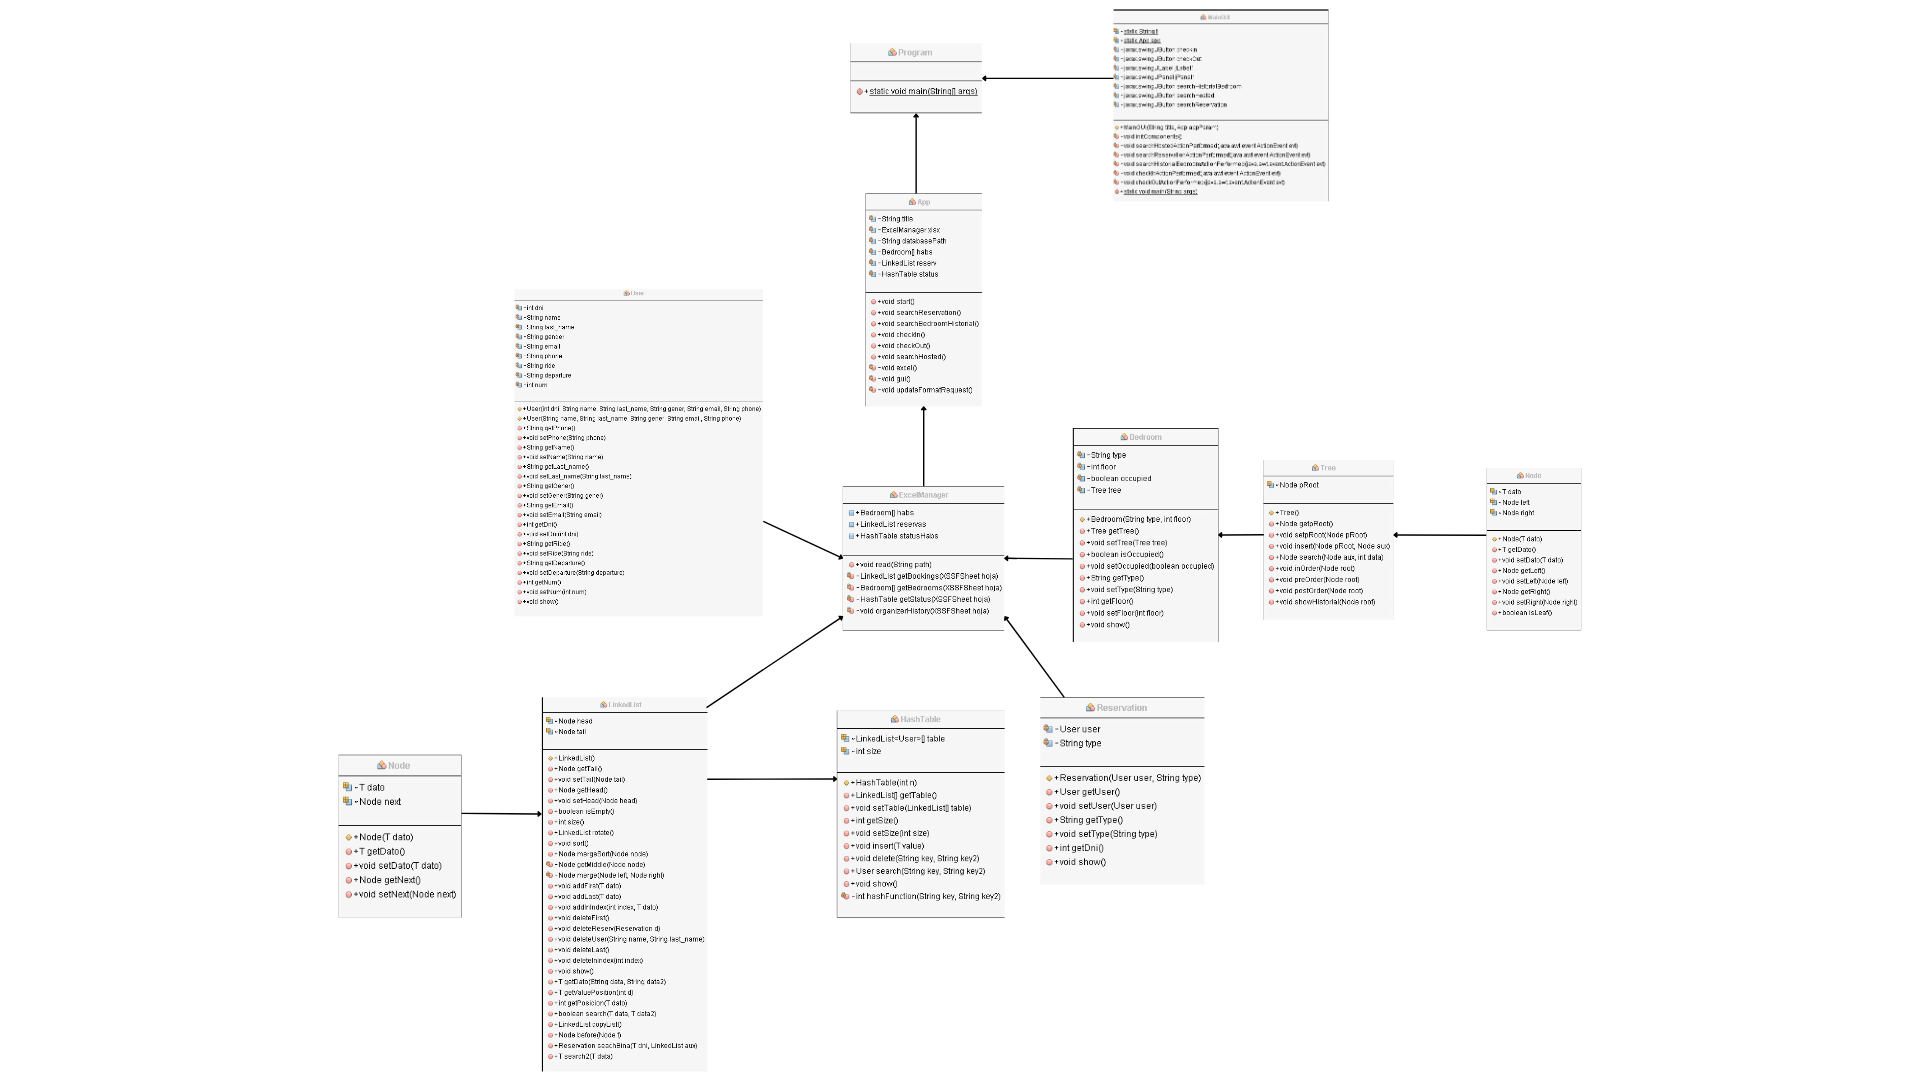 Program
+static void main(String[] args)
MainGUI
-static String t
-static App app
-javax.swing.JButton checkIn
-javax.swing.JButton checkOut
-javax.swing.JLabel jLabel1
-javax.swing.JPanel jPanel1
-javax.swing.JButton searchHistorialBedroom
-javax.swing.JButton searchHosted
-javax.swing.JButton searchReservation
+MainGUI(String title, App appParam)
-void initComponents()
-void searchHostedActionPerformed(java.awt.event.ActionEvent evt)
-void searchReservationActionPerformed(java.awt.event.ActionEvent evt)
-void searchHistorialBedroomActionPerformed(java.awt.event.ActionEvent evt)
-void checkInActionPerformed(java.awt.event.ActionEvent evt)
-void checkOutActionPerformed(java.awt.event.ActionEvent evt)
+static void main(String args)
App
-String title
-ExcelManager xlsx
-String databasePath
-Bedroom[] habs
-LinkedList reserv
-HashTable status
+void start()
+void searchReservation()
+void searchBedroomHistorial()
+void checkIn()
+void checkOut()
+void searchHosted()
-void excel()
-void gui()
-void updateFormatRequest()
User
-int dni
-String name
-String last_name
-String gender
-String email
-String phone
-String ride
-String departure
-int num
+User(int dni, String name, String last_name, String gener, String email, String phone)
+User(String name, String last_name, String gener, String email, String phone)
+String getPhone()
+void setPhone(String phone)
+String getName()
+void setName(String name)
+String getLast_name()
+void setLast_name(String last_name)
+String getGener()
+void setGener(String gener)
+String getEmail()
+void setEmail(String email)
+int getDni()
+void setDni(int dni)
+String getRide()
+void setRide(String ride)
+String getDeparture()
+void setDeparture(String departure)
+int getNum()
+void setNum(int num)
+void show()
ExcelManager
+Bedroom[] habs
+LinkedList reservas
+HashTable statusHabs
+void read(String path)
-LinkedList getBookings(XSSFSheet hoja)
-Bedroom[] getBedrooms(XSSFSheet hoja)
-HashTable getStatus(XSSFSheet hoja)
-void organizerHistory(XSSFSheet hoja)
Bedroom
-String type
-int floor
-boolean occupied
-Tree tree
+Bedroom(String type, int floor)
+Tree getTree()
+void setTree(Tree tree)
+boolean isOccupied()
+void setOccupied(boolean occupied)
+String getType()
+void setType(String type)
+int getFloor()
+void setFloor(int floor)
+void show()
Tree
~Node pRoot
+Tree()
+Node getpRoot()
+void setpRoot(Node pRoot)
+void insert(Node pRoot, Node aux)
+Node search(Node aux, int data)
+void inOrder(Node root)
+void preOrder(Node root)
+void postOrder(Node root)
+void showHistorial(Node root)
Node
~T dato
~Node left
~Node right
+Node(T dato)
+T getDato()
+void setDato(T dato)
+Node getLeft()
+void setLeft(Node left)
+Node getRight()
+void setRight(Node right)
+boolean isLeaf()
Node
~T dato
~Node next
+Node(T dato)
+T getDato()
+void setDato(T dato)
+Node getNext()
+void setNext(Node next)
LinkedList
~Node head
~Node tail
+LinkedList()
+Node getTail()
+void setTail(Node tail)
+Node getHead()
+void setHead(Node head)
+boolean isEmpty()
+int size()
+LinkedList rotate()
+void sort()
+Node mergeSort(Node node)
-Node getMiddle(Node node)
-Node merge(Node left, Node right)
+void addFirst(T dato)
+void addLast(T dato)
+void addInIndex(int index, T dato)
+void deleteFirst()
+void deleteReserv(Reservation d)
+void deleteUser(String name, String last_name)
+void deleteLast()
+void deleteInIndex(int index)
+void show()
+T getDato(String data, String data2)
+T getValuePosition(int d)
+int getPosicion(T dato)
+boolean search(T data, T data2)
+LinkedList copyList()
+Node before(Node t)
+Reservation seachBina(T dni, LinkedList aux)
+T search2(T data)
HashTable
~LinkedList<User>[] table
~int size
+HashTable(int n)
+LinkedList[] getTable()
+void setTable(LinkedList[] table)
+int getSize()
+void setSize(int size)
+void insert(T value)
+void delete(String key, String key2)
+User search(String key, String key2)
+void show()
-int hashFunction(String key, String key2)
Reservation
-User user
-String type
+Reservation(User user, String type)
+User getUser()
+void setUser(User user)
+String getType()
+void setType(String type)
+int getDni()
+void show()